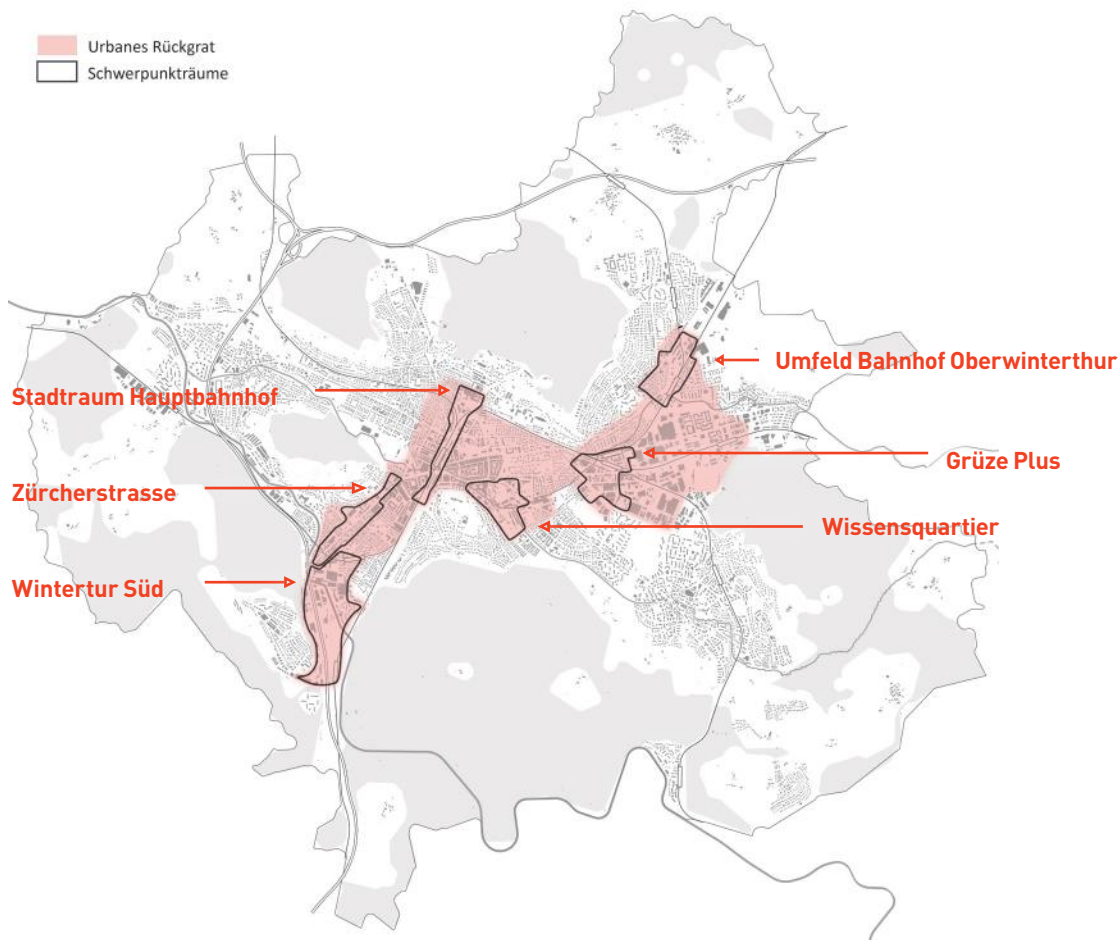 Urbanes Rückgrat
Schwerpunkträume
Umfeld Bahnhof Oberwinterthur
Stadtraum Hauptbahnhof
Grüze Plus
Zürcherstrasse
Wissensquartier
Wintertur Süd